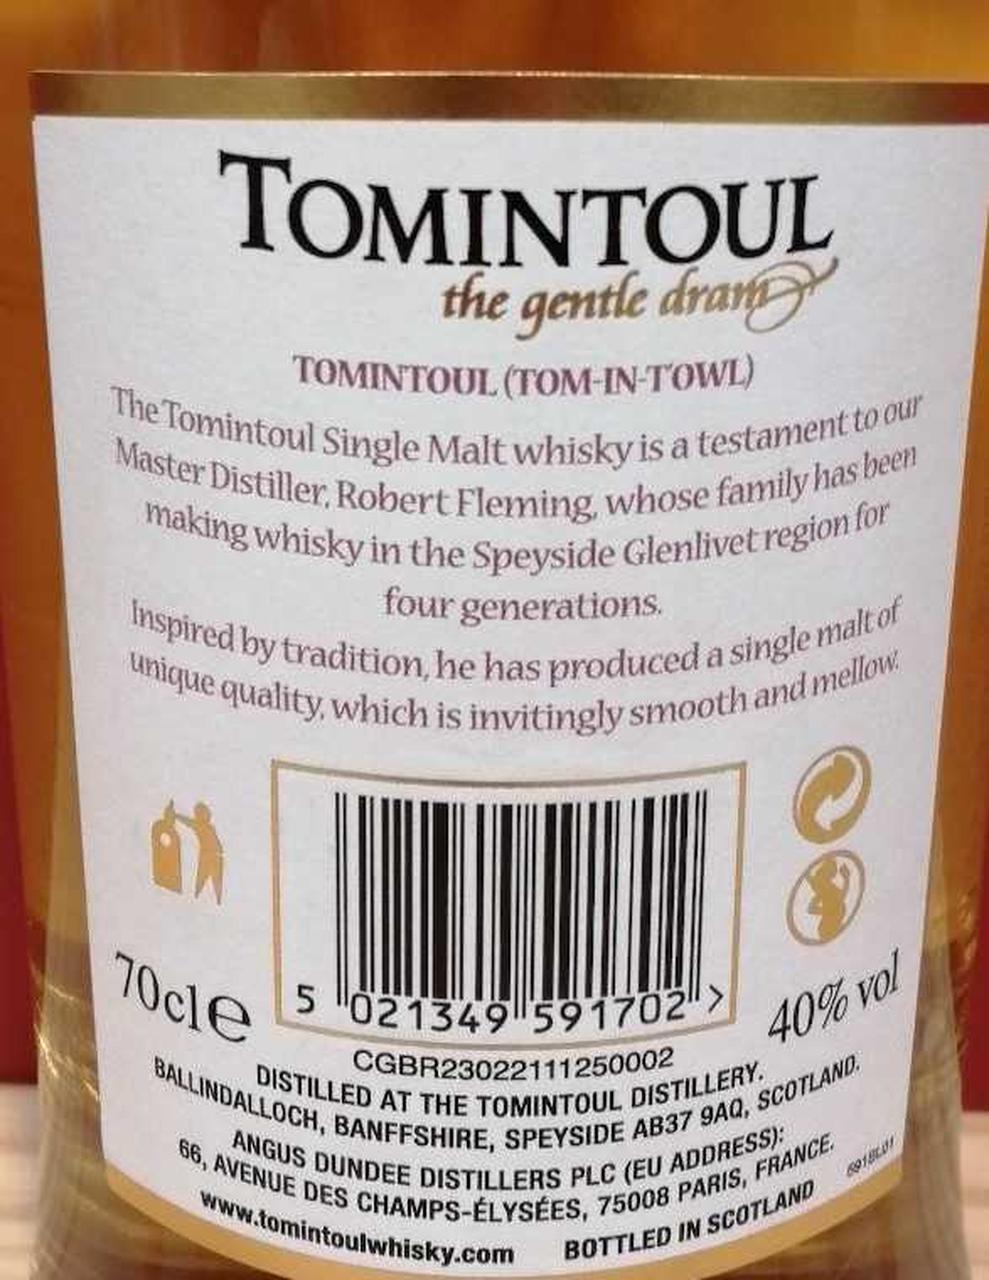 TOMINTOUL
the gentle dram
TOMINTOUL (TOM-IN-TOWL)
The Tomintoul Single Malt whisky is a testament to our
Master Distiller, Robert Fleming, whose family has been
making whisky in the Speyside Glenlivet region for
four generations.
Inspired by tradition, he has produced a single malt of
unique quality, which is invitingly smooth and mellow.
70cl e
40% vol
5 021349 591702 >
CGBR23022111250002
DISTILLED AT THE TOMINTOUL DISTILLERY.
BALLINDALLOCH, BANFFSHIRE, SPEYSIDE AB37 9AQ, SCOTLAND.
ANGUS DUNDEE DISTILLERS PLC (EU ADDRESS):
66, AVENUE DES CHAMPS-ÉLYSÉES, 75008 PARIS, FRANCE.
www.tomintoulwhisky.com BOTTLED IN SCOTLAND